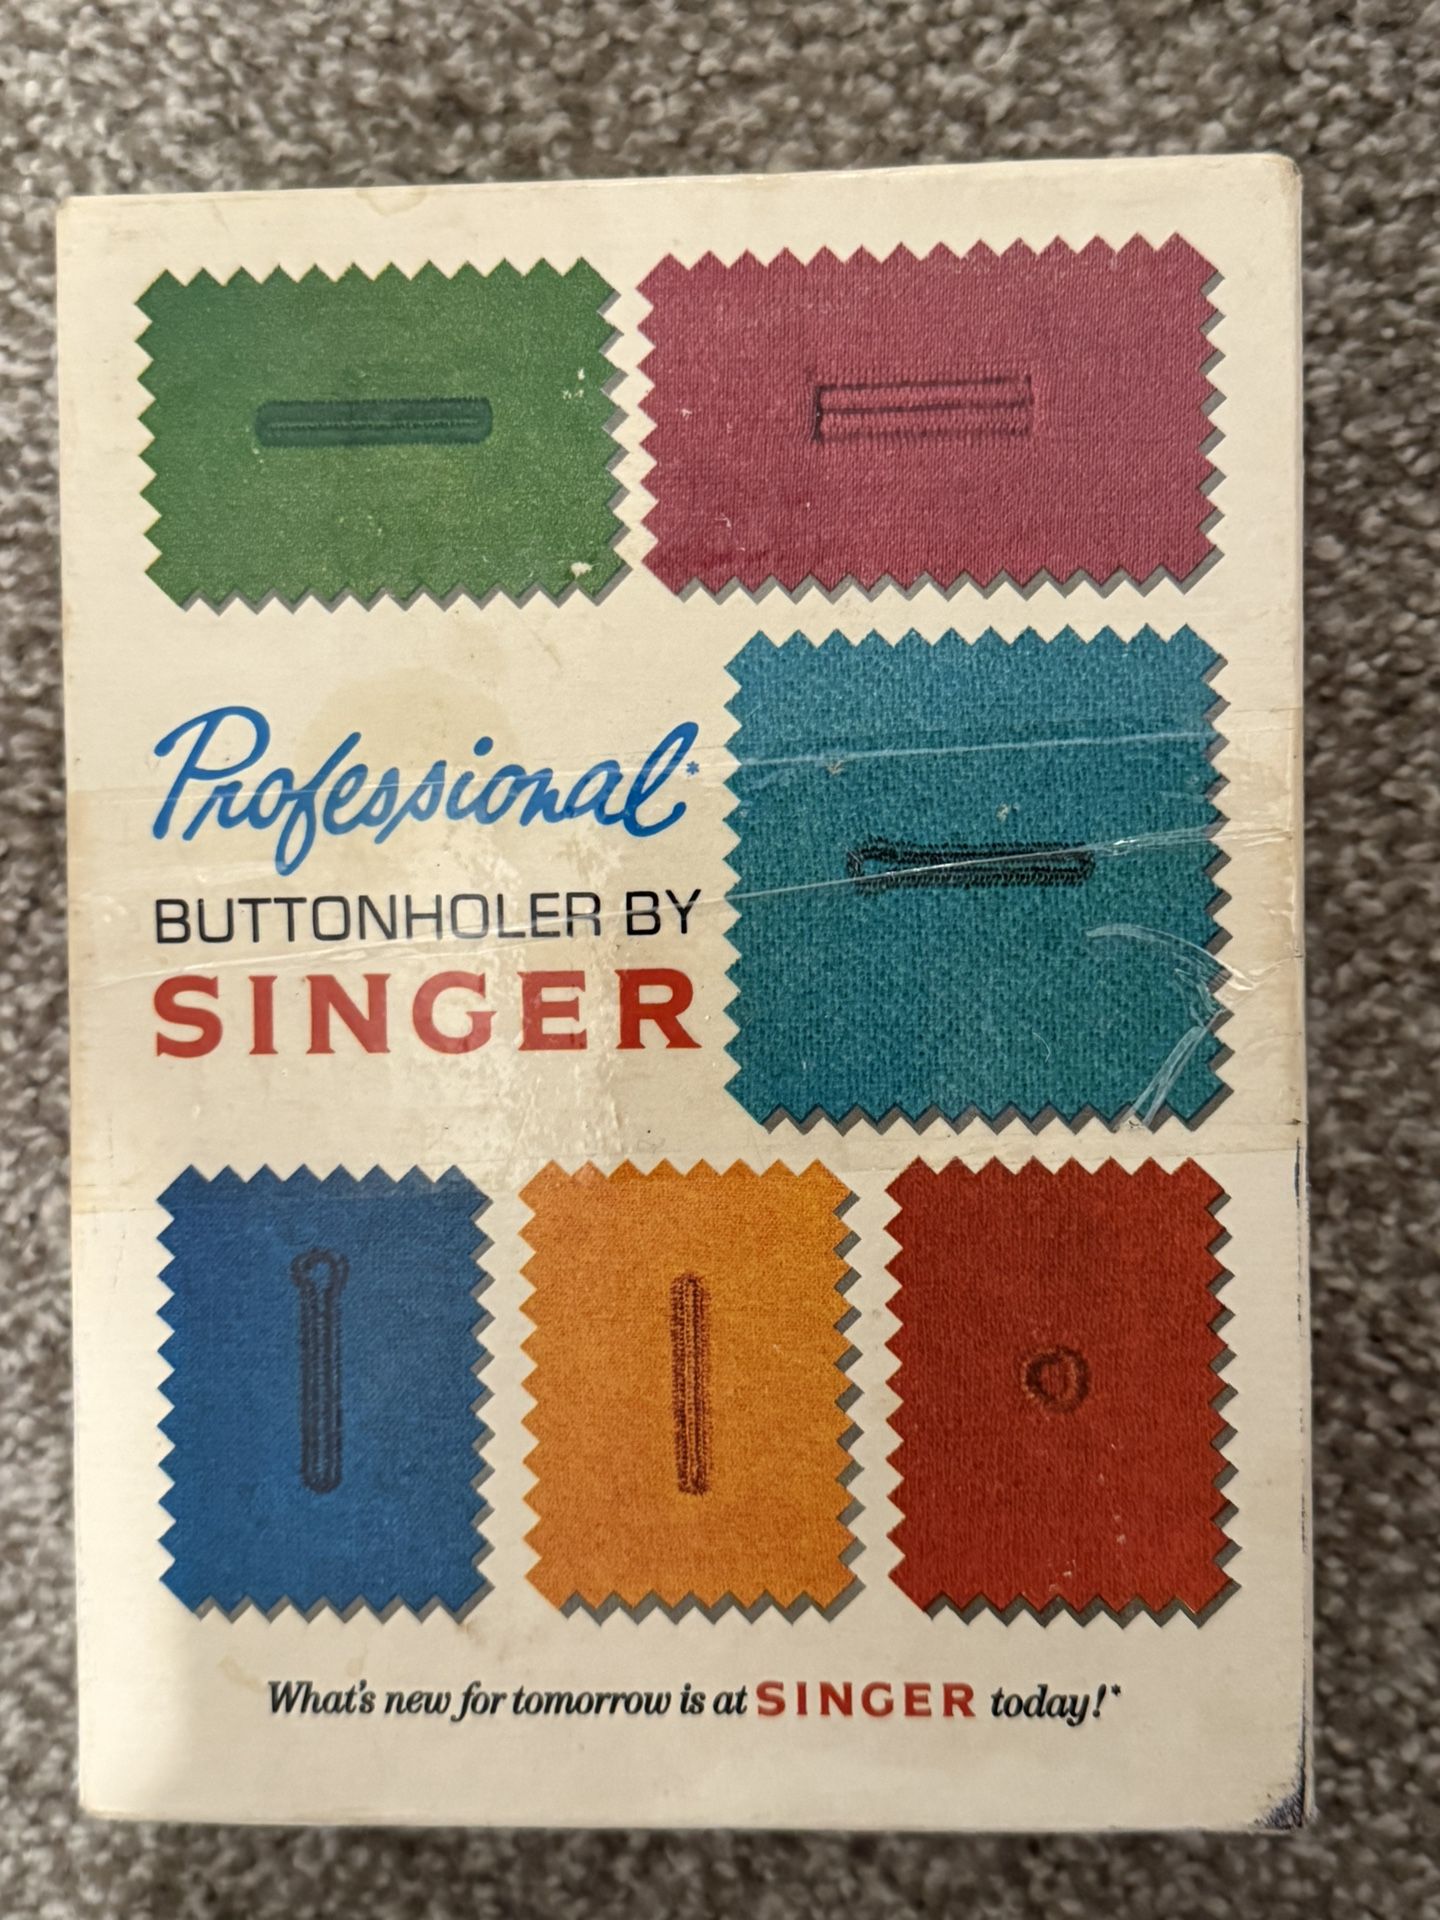 Professional*
BUTTONHOLER BY
SINGER
What's new for tomorrow is at SINGER today!*